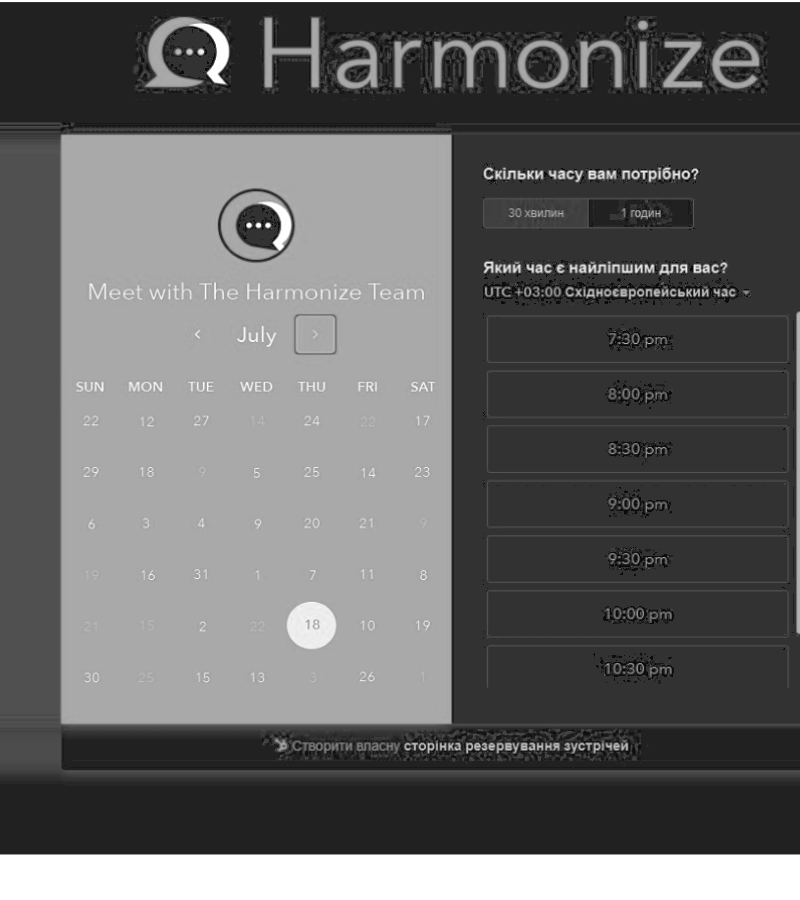 Harmonize
Meet with The Harmonize Team
‹ July ›
SUN MON TUE WED THU FRI SAT
22 12 27 14 24 22 17
29 18 9 5 25 14 23
6 3 4 9 20 21 9
19 16 31 1 7 11 8
21 15 2 22 18 10 19
30 25 15 13 3 26 1
Скільки часу вам потрібно?
30 хвилин 1 годин
Який час є найліпшим для вас?
UTC +03:00 Східноєвропейський час
7:30 pm
8:00 pm
8:30 pm
9:00 pm
9:30 pm
10:00 pm
10:30 pm
Створити власну сторінка резервування зустрічей